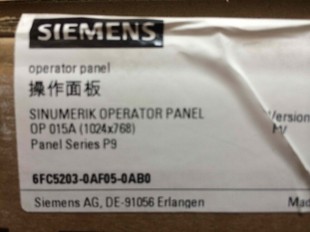 SIEMENS
operator panel
操作面板
SINUMERIK OPERATOR PANEL
OP 015A (1024x768)
Panel Series P9
6FC5203-0AF05-0AB0
Siemens AG, DE-91056 Erlangen